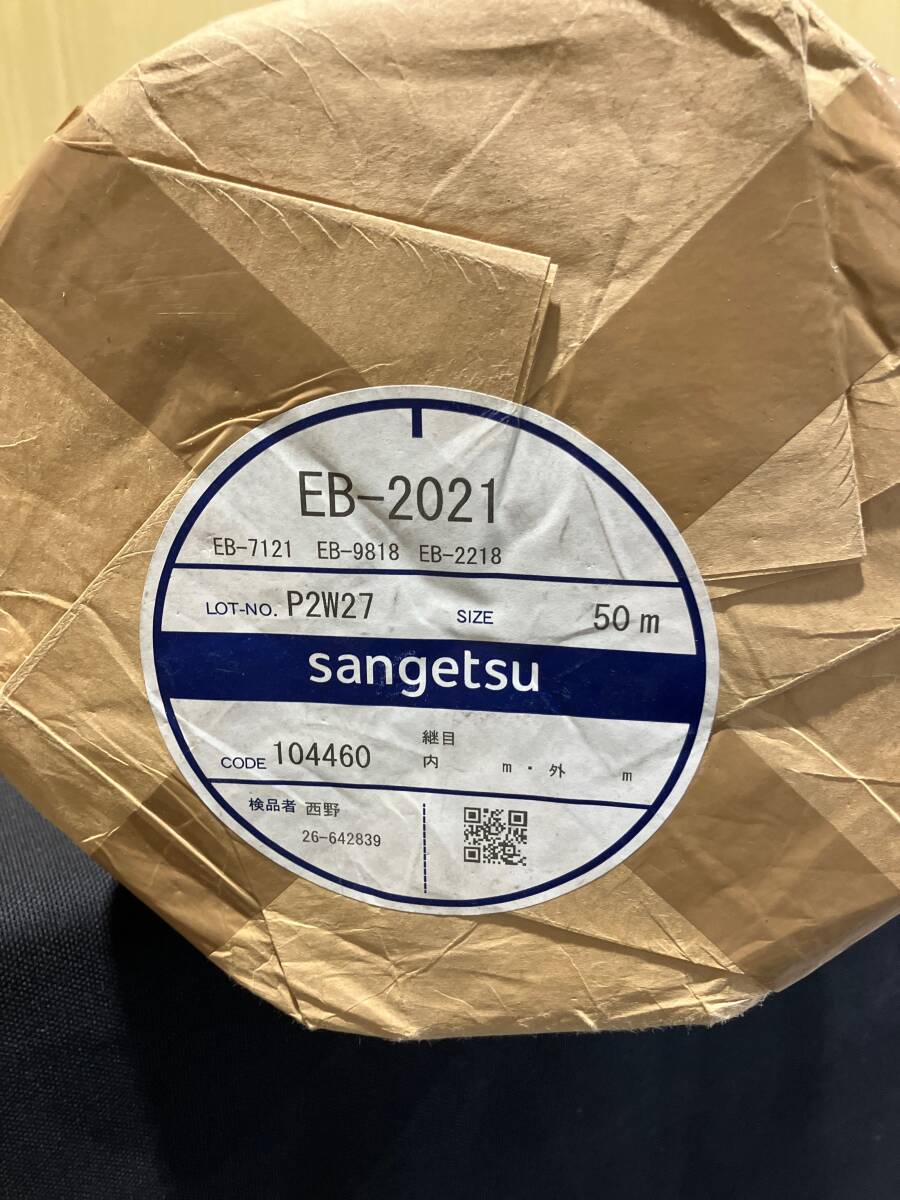 EB-2021
EB-7121 EB-9818 EB-2218
LOT-NO. P2W27 SIZE 50 m
sangetsu
CODE 104460 継目
内 m・外 m
検品者 西野
26-642839